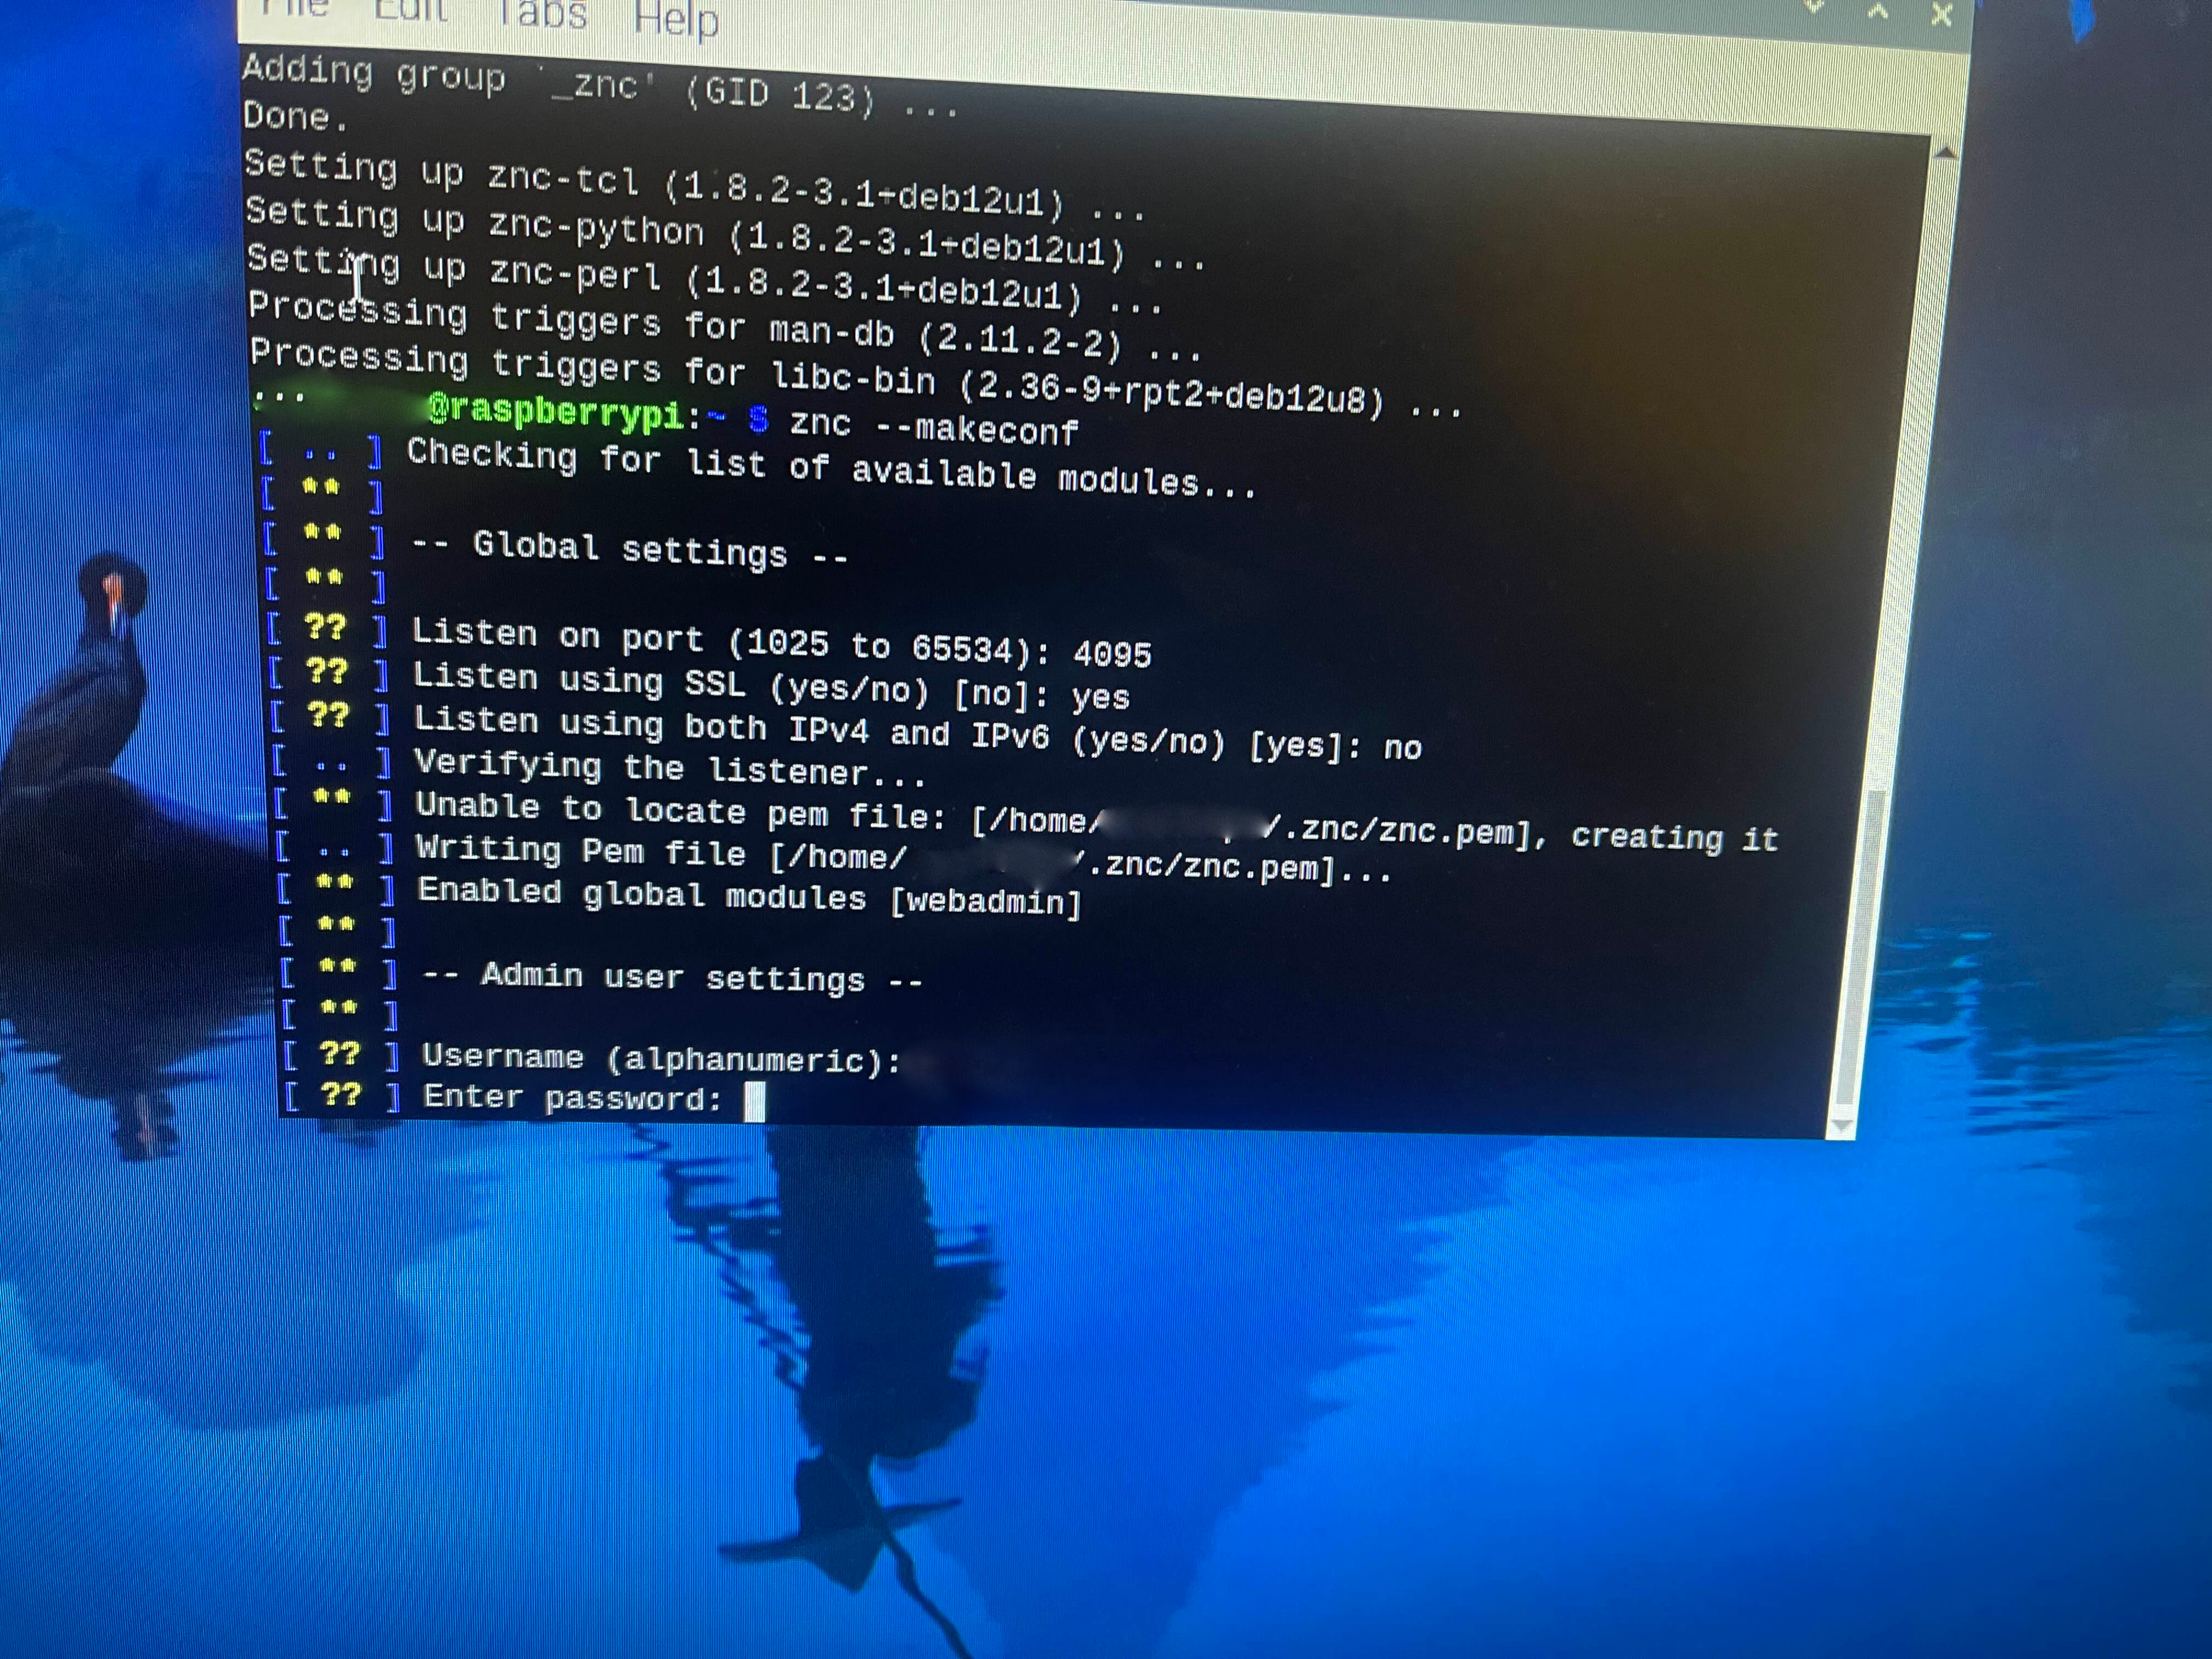 File Edit Tabs Help
Adding group `_znc' (GID 123) ...
Done.
Setting up znc-tcl (1.8.2-3.1+deb12u1) ...
Setting up znc-python (1.8.2-3.1+deb12u1) ...
Setting up znc-perl (1.8.2-3.1+deb12u1) ...
Processing triggers for man-db (2.11.2-2) ...
Processing triggers for libc-bin (2.36-9+rpt2+deb12u8) ...
... @raspberrypi:~ $ znc --makeconf
[ .. ] Checking for list of available modules...
[ ** ]
[ ** ] -- Global settings --
[ ** ]
[ ?? ] Listen on port (1025 to 65534): 4095
[ ?? ] Listen using SSL (yes/no) [no]: yes
[ ?? ] Listen using both IPv4 and IPv6 (yes/no) [yes]: no
[ .. ] Verifying the listener...
[ ** ] Unable to locate pem file: [/home/ /.znc/znc.pem], creating it
[ .. ] Writing Pem file [/home/ /.znc/znc.pem]...
[ ** ] Enabled global modules [webadmin]
[ ** ]
[ ** ] -- Admin user settings --
[ ** ]
[ ?? ] Username (alphanumeric):
[ ?? ] Enter password: